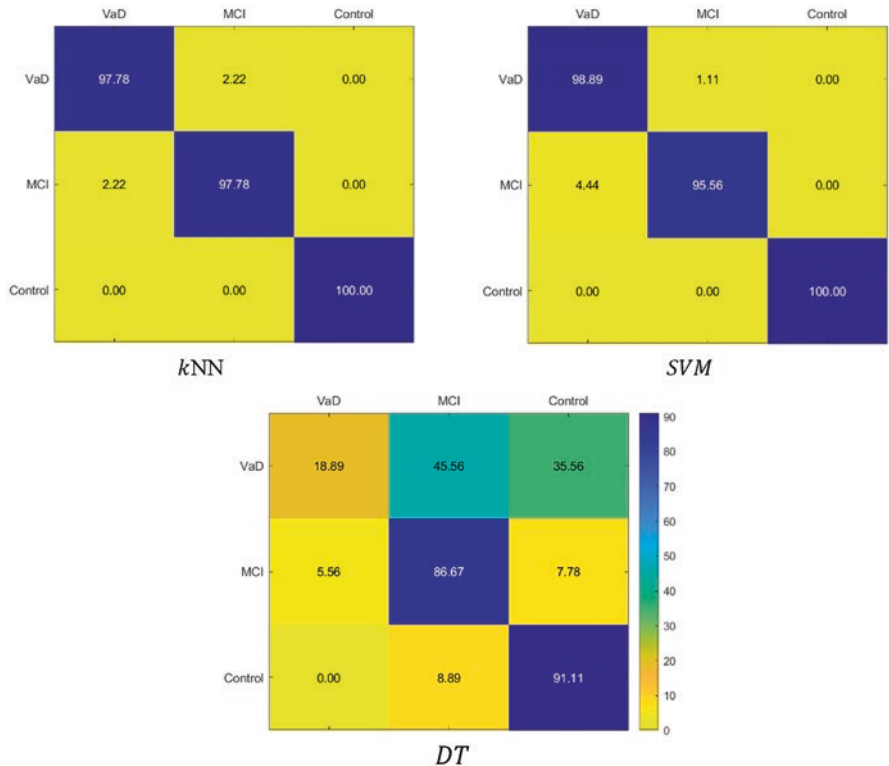 VaD MCI Control
VaD 97.78 2.22 0.00
MCI 2.22 97.78 0.00
Control 0.00 0.00 100.00
kNN
VaD MCI Control
VaD 98.89 1.11 0.00
MCI 4.44 95.56 0.00
Control 0.00 0.00 100.00
SVM
VaD MCI Control
VaD 18.89 45.56 35.56
MCI 5.56 86.67 7.78
Control 0.00 8.89 91.11
90
80
70
60
50
40
30
20
10
0
DT